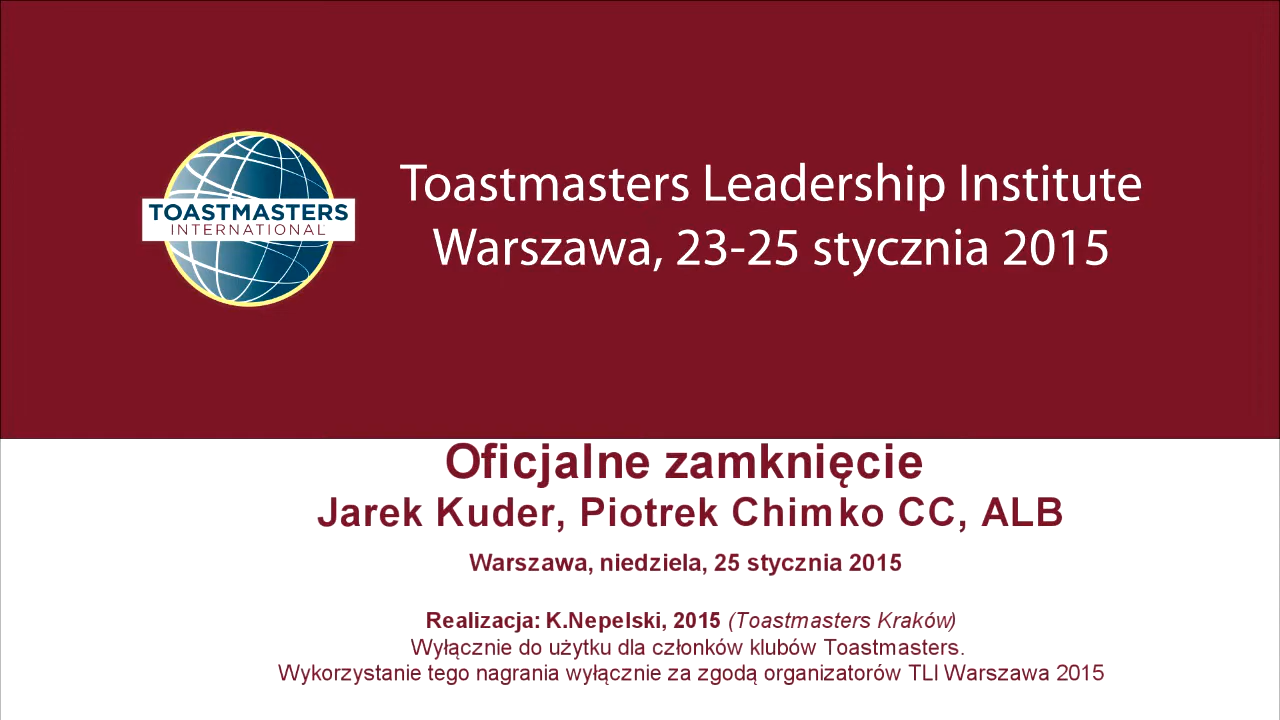 TOASTMASTERS
INTERNATIONAL
Toastmasters Leadership Institute
Warszawa, 23-25 stycznia 2015
Oficjalne zamknięcie
Jarek Kuder, Piotrek Chimko CC, ALB
Warszawa, niedziela, 25 stycznia 2015
Realizacja: K.Nepelski, 2015 (Toastmasters Kraków)
Wyłącznie do użytku dla członków klubów Toastmasters.
Wykorzystanie tego nagrania wyłącznie za zgodą organizatorów TLI Warszawa 2015